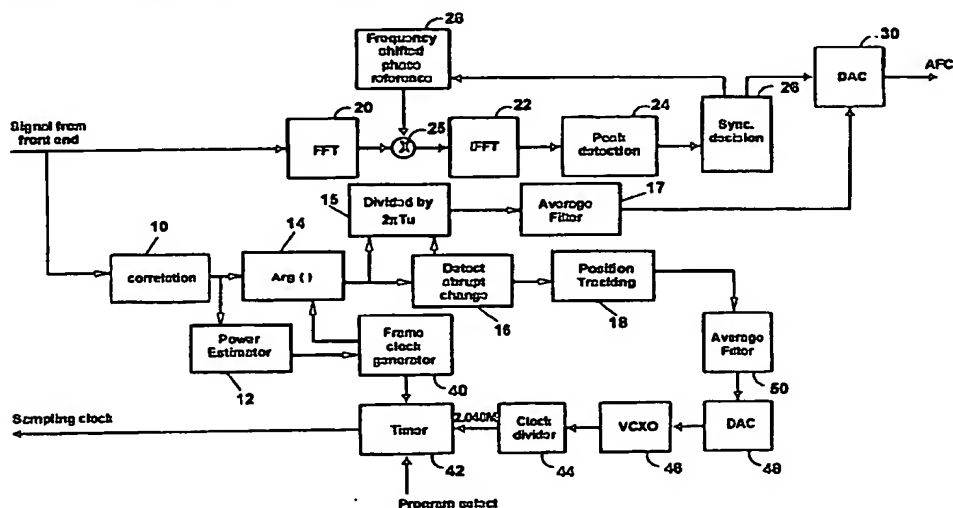 28
Frequency
shifted
phase
reference
30
DAC
AFC
Signal from
front end
20
FFT
25
22
IFFT
24
Peak
detection
26
Sync.
decision
15
Divided by
2πTu
17
Average
Filter
10
correlation
14
Arg ( )
Detect
abrupt
change
16
Position
Tracking
18
Power
Estimator
12
Frame
clock
generator
40
Average
Filter
50
Sampling clock
Timer
42
2.048M
Clock
divider
44
VCXO
46
DAC
48
Program select